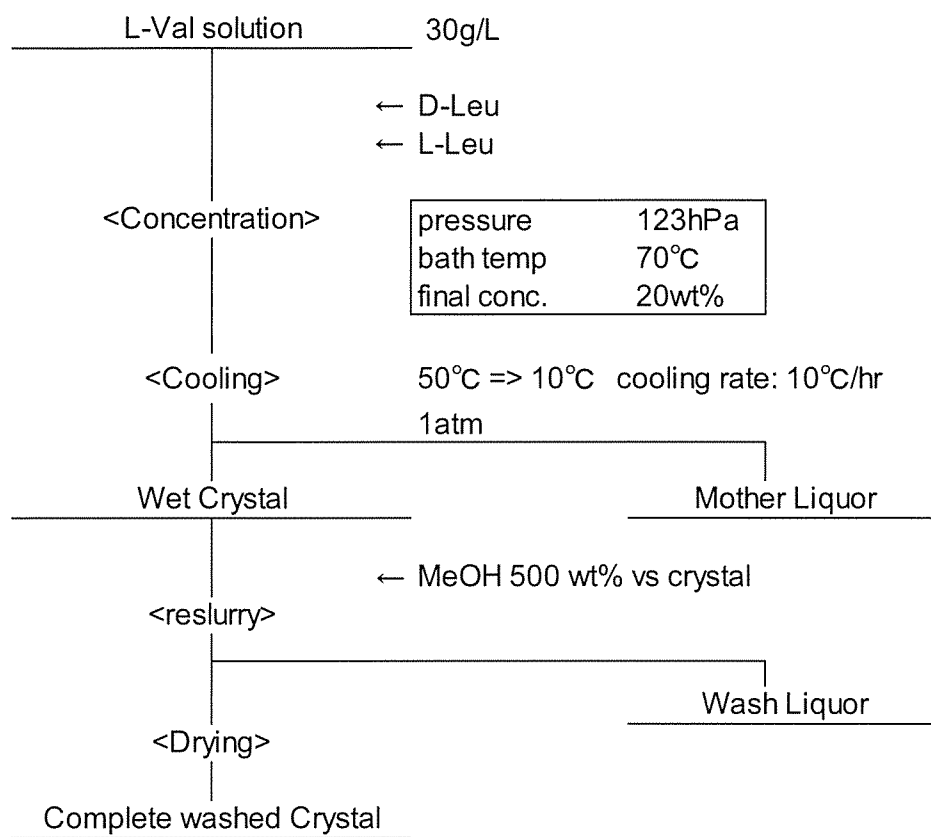 L-Val solution 30g/L
← D-Leu
← L-Leu
<Concentration>
pressure 123hPa
bath temp 70℃
final conc. 20wt%
<Cooling> 50℃ => 10℃ cooling rate: 10℃/hr
1atm
Wet Crystal Mother Liquor
← MeOH 500 wt% vs crystal
<reslurry>
Wash Liquor
<Drying>
Complete washed Crystal